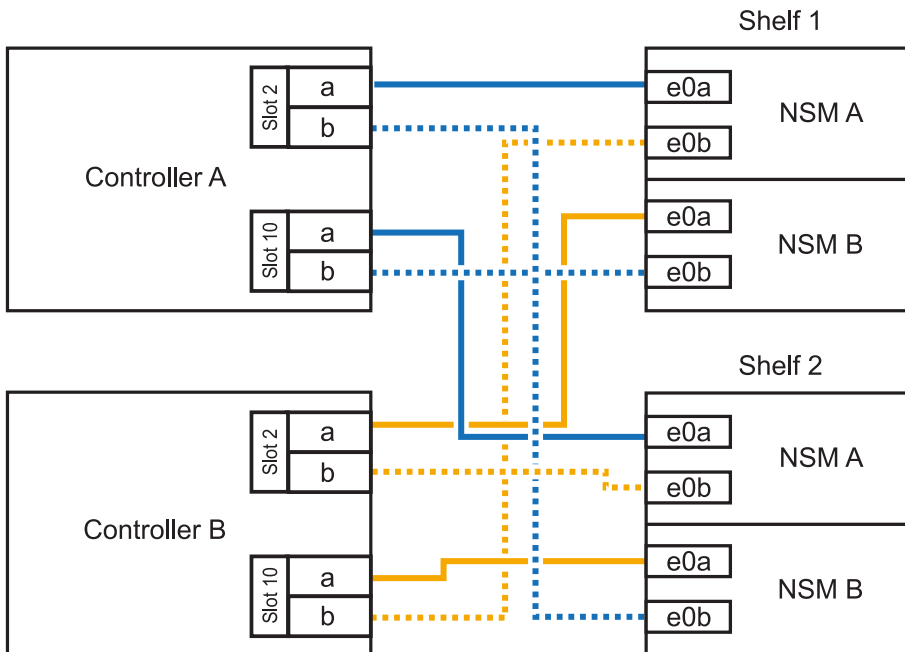 Shelf 1
Controller A
Slot 2
a
b
Slot 10
a
b
e0a
e0b
NSM A
e0a
e0b
NSM B
Shelf 2
Controller B
Slot 2
a
b
Slot 10
a
b
e0a
e0b
NSM A
e0a
e0b
NSM B